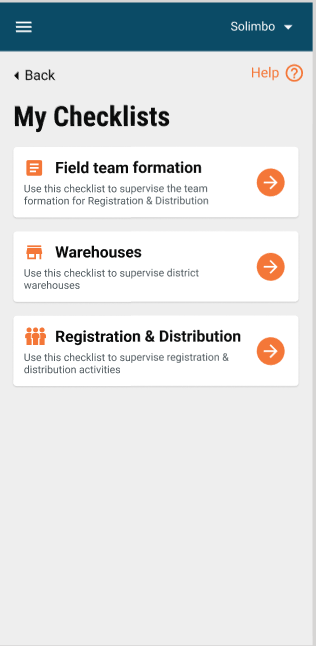 Solimbo
Back
Help
My Checklists
Field team formation
Use this checklist to supervise the team
formation for Registration & Distribution
Warehouses
Use this checklist to supervise district
warehouses
Registration & Distribution
Use this checklist to supervise registration &
distribution activities